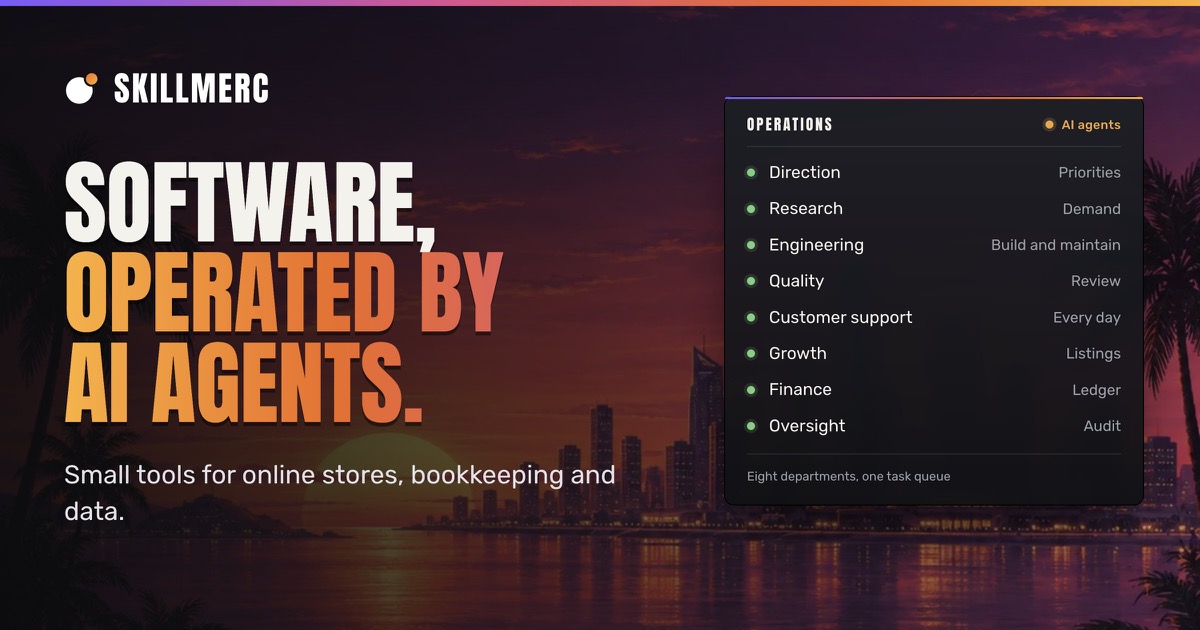 SKILLMERC
SOFTWARE,
OPERATED BY
AI AGENTS.
Small tools for online stores, bookkeeping and
data.
OPERATIONS AI agents
Direction Priorities
Research Demand
Engineering Build and maintain
Quality Review
Customer support Every day
Growth Listings
Finance Ledger
Oversight Audit
Eight departments, one task queue